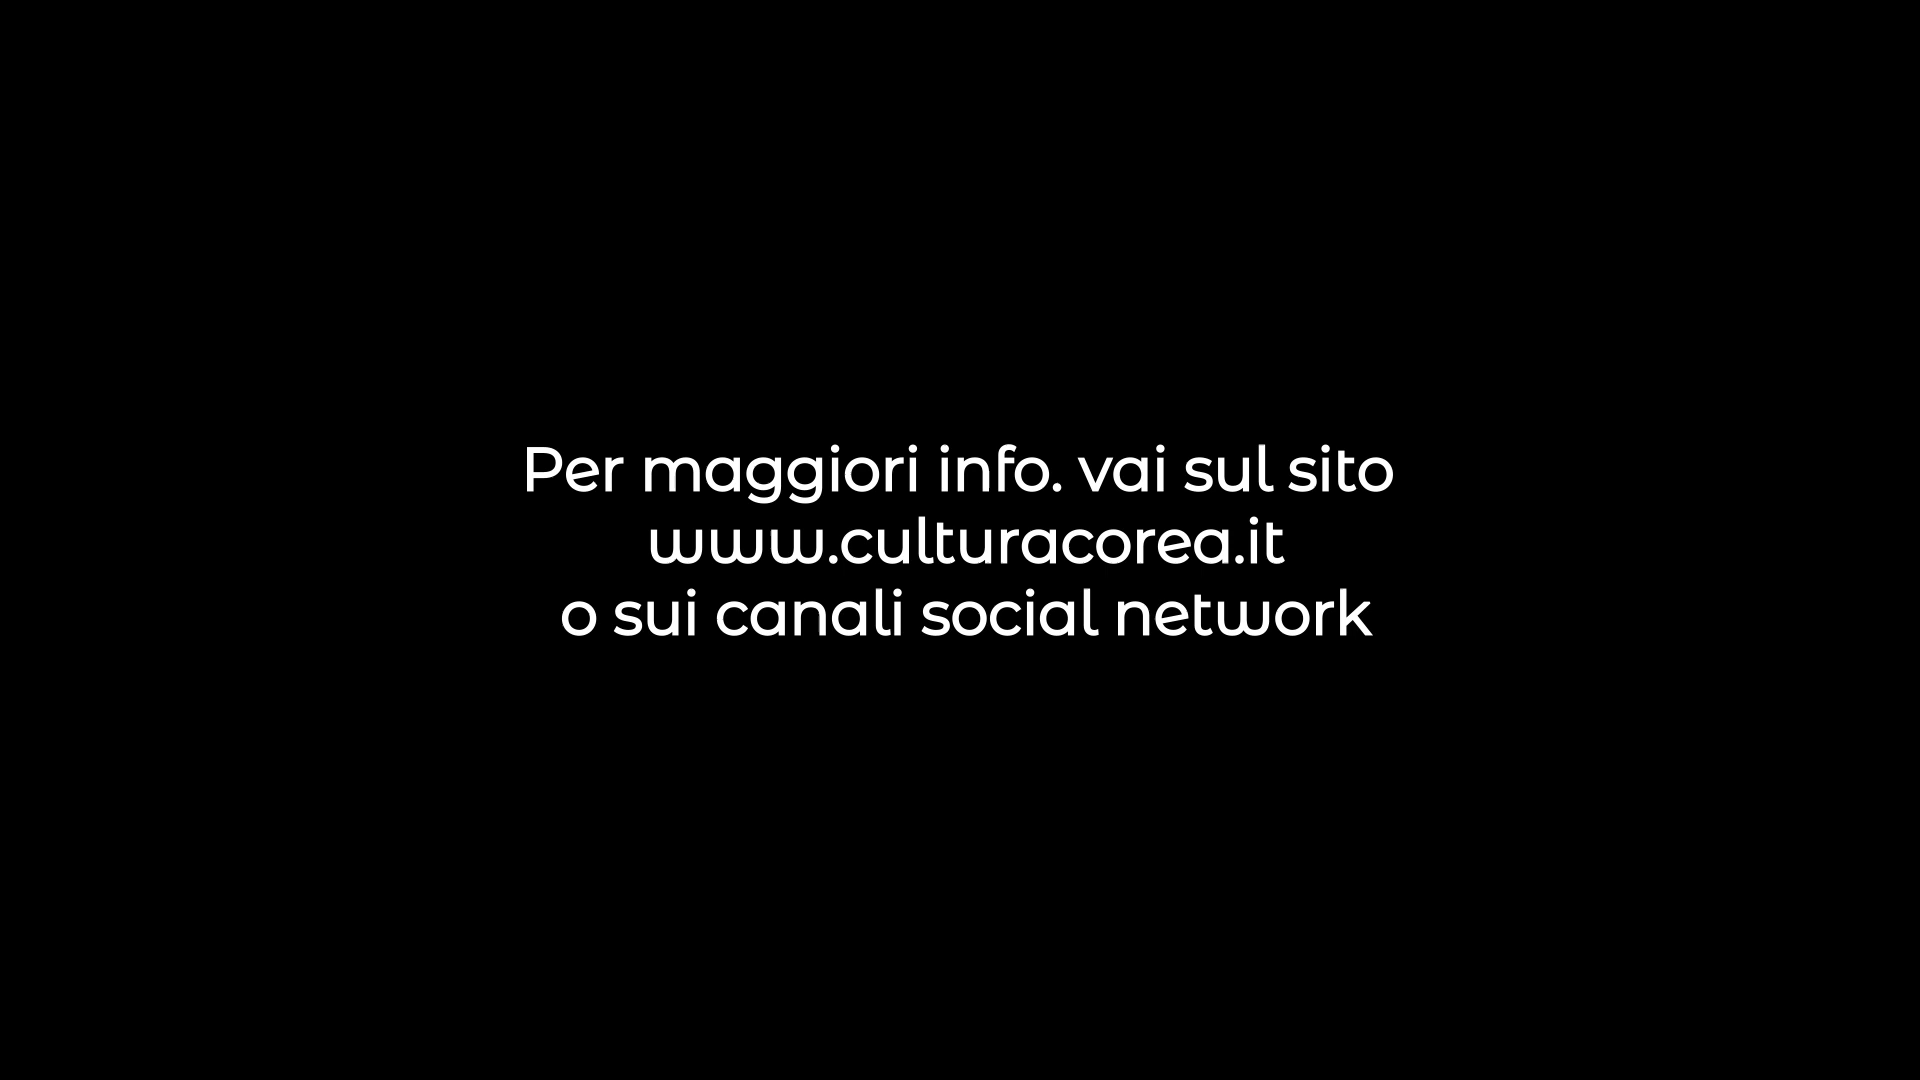 Per maggiori info. vai sul sito
www.culturacorea.it
o sui canali social network